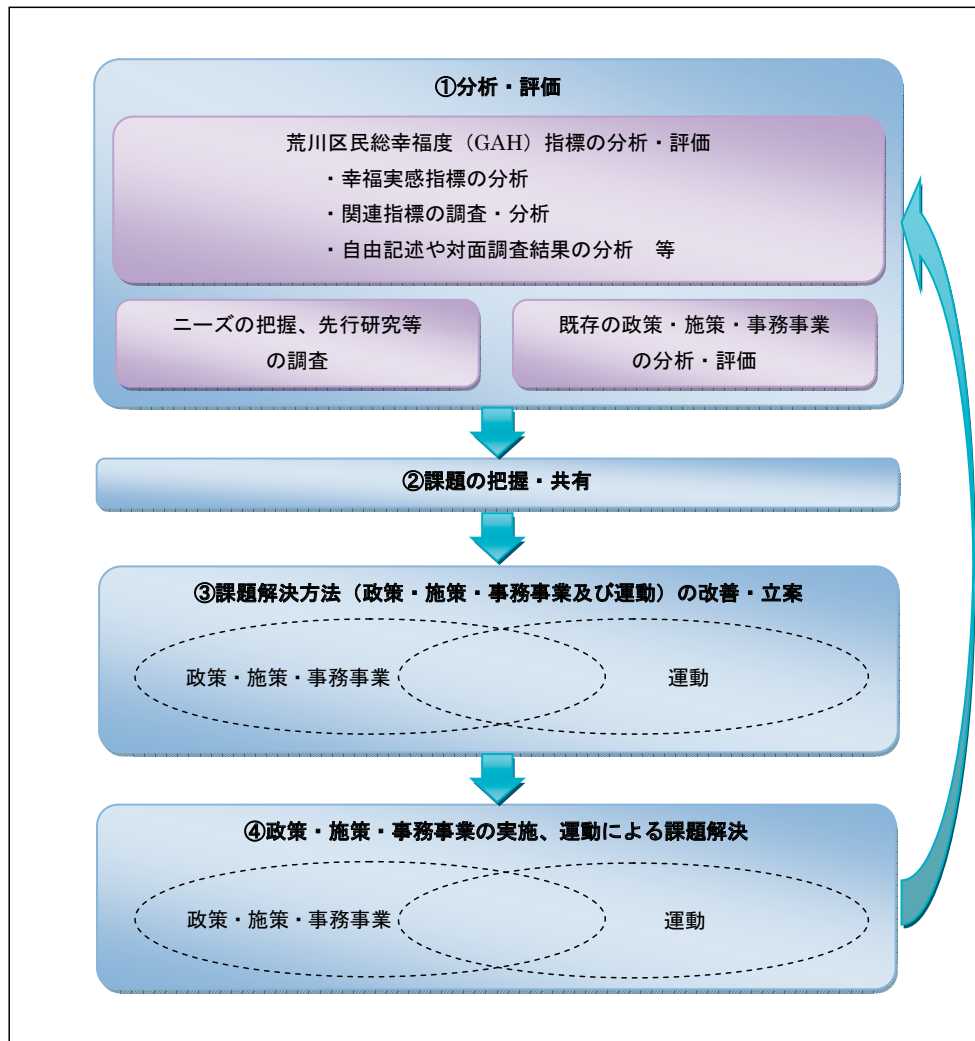 ①分析・評価
荒川区民総幸福度（GAH）指標の分析・評価
・幸福実感指標の分析
・関連指標の調査・分析
・自由記述や対面調査結果の分析　等
ニーズの把握、先行研究等
の調査
既存の政策・施策・事務事業
の分析・評価
②課題の把握・共有
③課題解決方法（政策・施策・事務事業及び運動）の改善・立案
政策・施策・事務事業
運動
④政策・施策・事務事業の実施、運動による課題解決
政策・施策・事務事業
運動